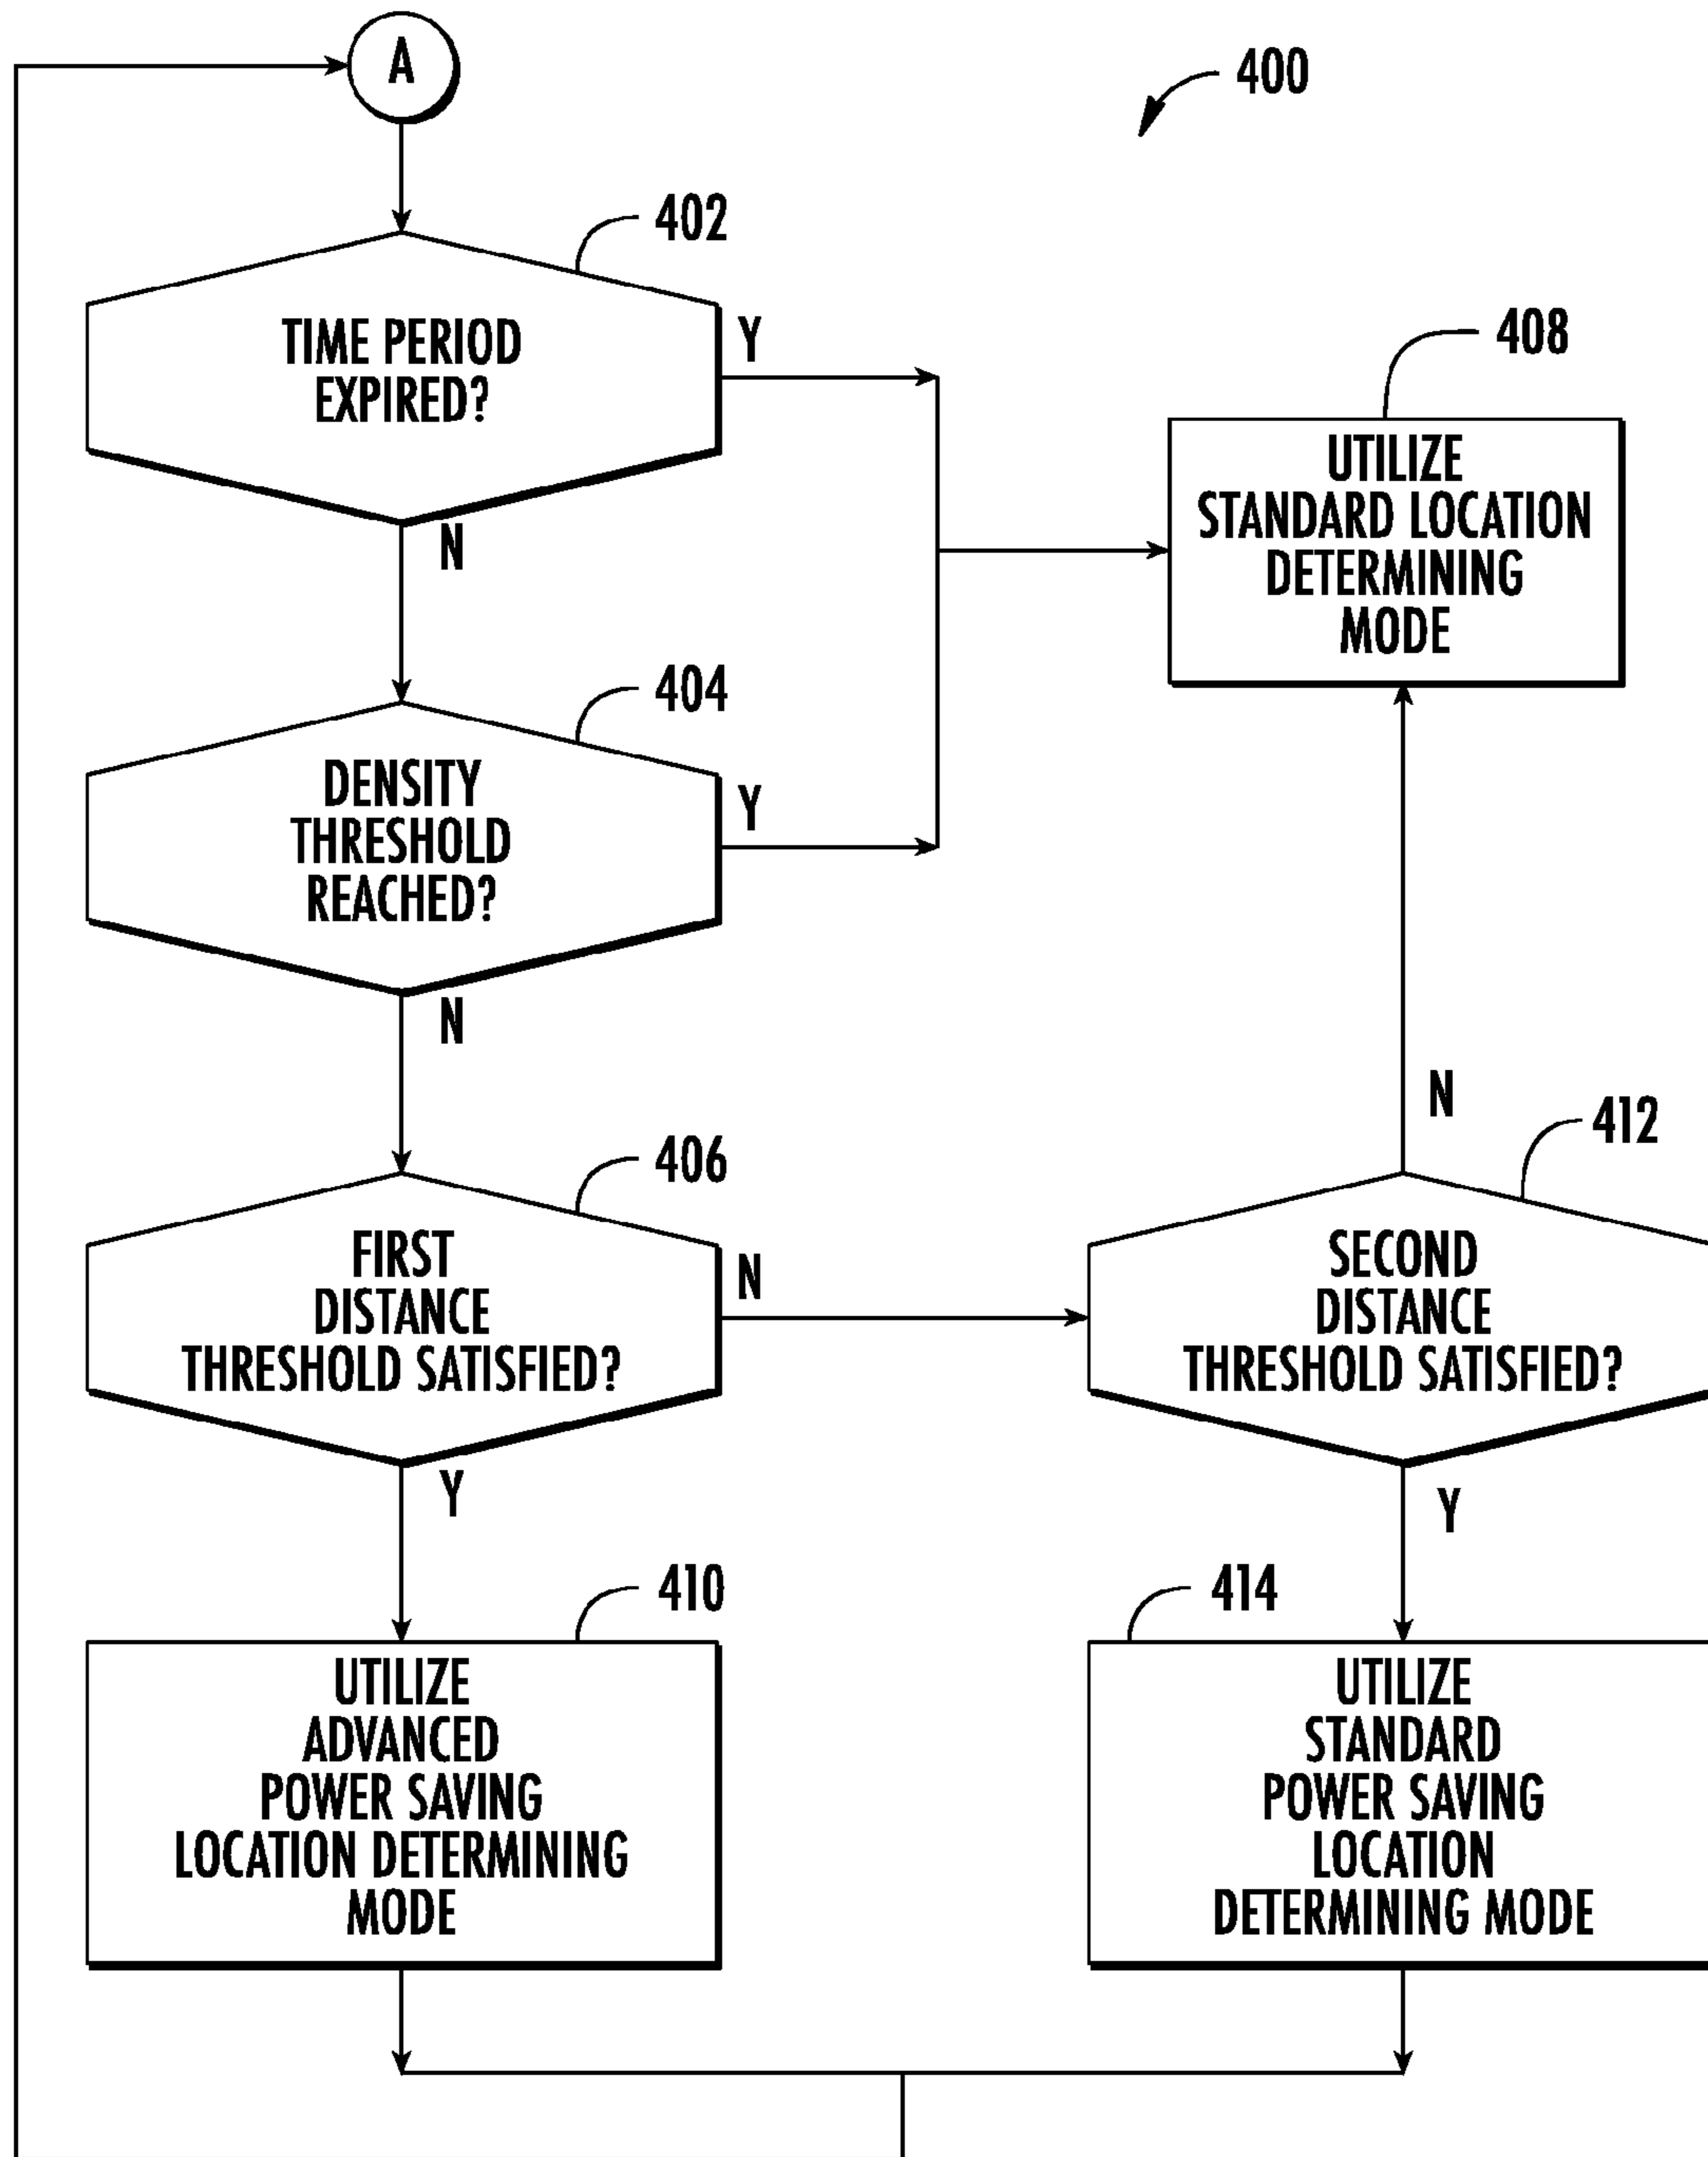 A
400
402
TIME PERIOD
EXPIRED?
Y
N
408
UTILIZE
STANDARD LOCATION
DETERMINING
MODE
404
DENSITY
THRESHOLD
REACHED?
Y
N
406
FIRST
DISTANCE
THRESHOLD SATISFIED?
N
Y
412
N
SECOND
DISTANCE
THRESHOLD SATISFIED?
Y
410
UTILIZE
ADVANCED
POWER SAVING
LOCATION DETERMINING
MODE
414
UTILIZE
STANDARD
POWER SAVING
LOCATION
DETERMINING MODE